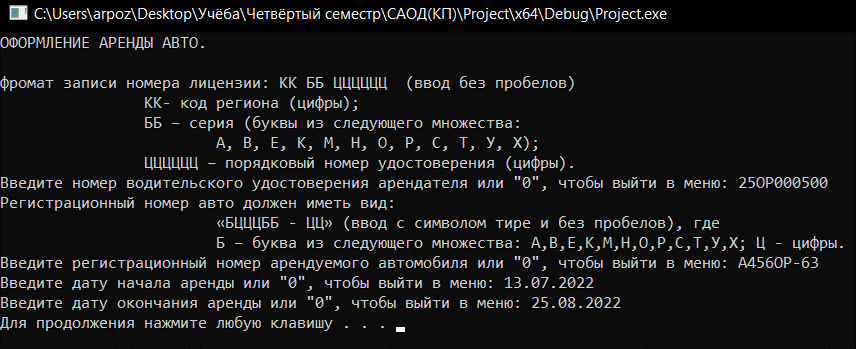 C:\Users\arpoz\Desktop\Учёба\Четвёртый семестр\САОД(КП)\Project\x64\Debug\Project.exe
ОФОРМЛЕНИЕ АРЕНДЫ АВТО.
фромат записи номера лицензии: КК ББ ЦЦЦЦЦЦ (ввод без пробелов)
КК- код региона (цифры);
ББ – серия (буквы из следующего множества:
А, В, Е, К, М, Н, О, Р, С, Т, У, Х);
ЦЦЦЦЦЦ – порядковый номер удостоверения (цифры).
Введите номер водительского удостоверения арендателя или "0", чтобы выйти в меню: 25ОР000500
Регистрационный номер авто должен иметь вид:
«БЦЦЦББ - ЦЦ» (ввод с символом тире и без пробелов), где
Б – буква из следующего множества: А,В,Е,К,М,Н,О,Р,С,Т,У,Х; Ц - цифры.
Введите регистрационный номер арендуемого автомобиля или "0", чтобы выйти в меню: А456ОР-63
Введите дату начала аренды или "0", чтобы выйти в меню: 13.07.2022
Введите дату окончания аренды или "0", чтобы выйти в меню: 25.08.2022
Для продолжения нажмите любую клавишу . . .